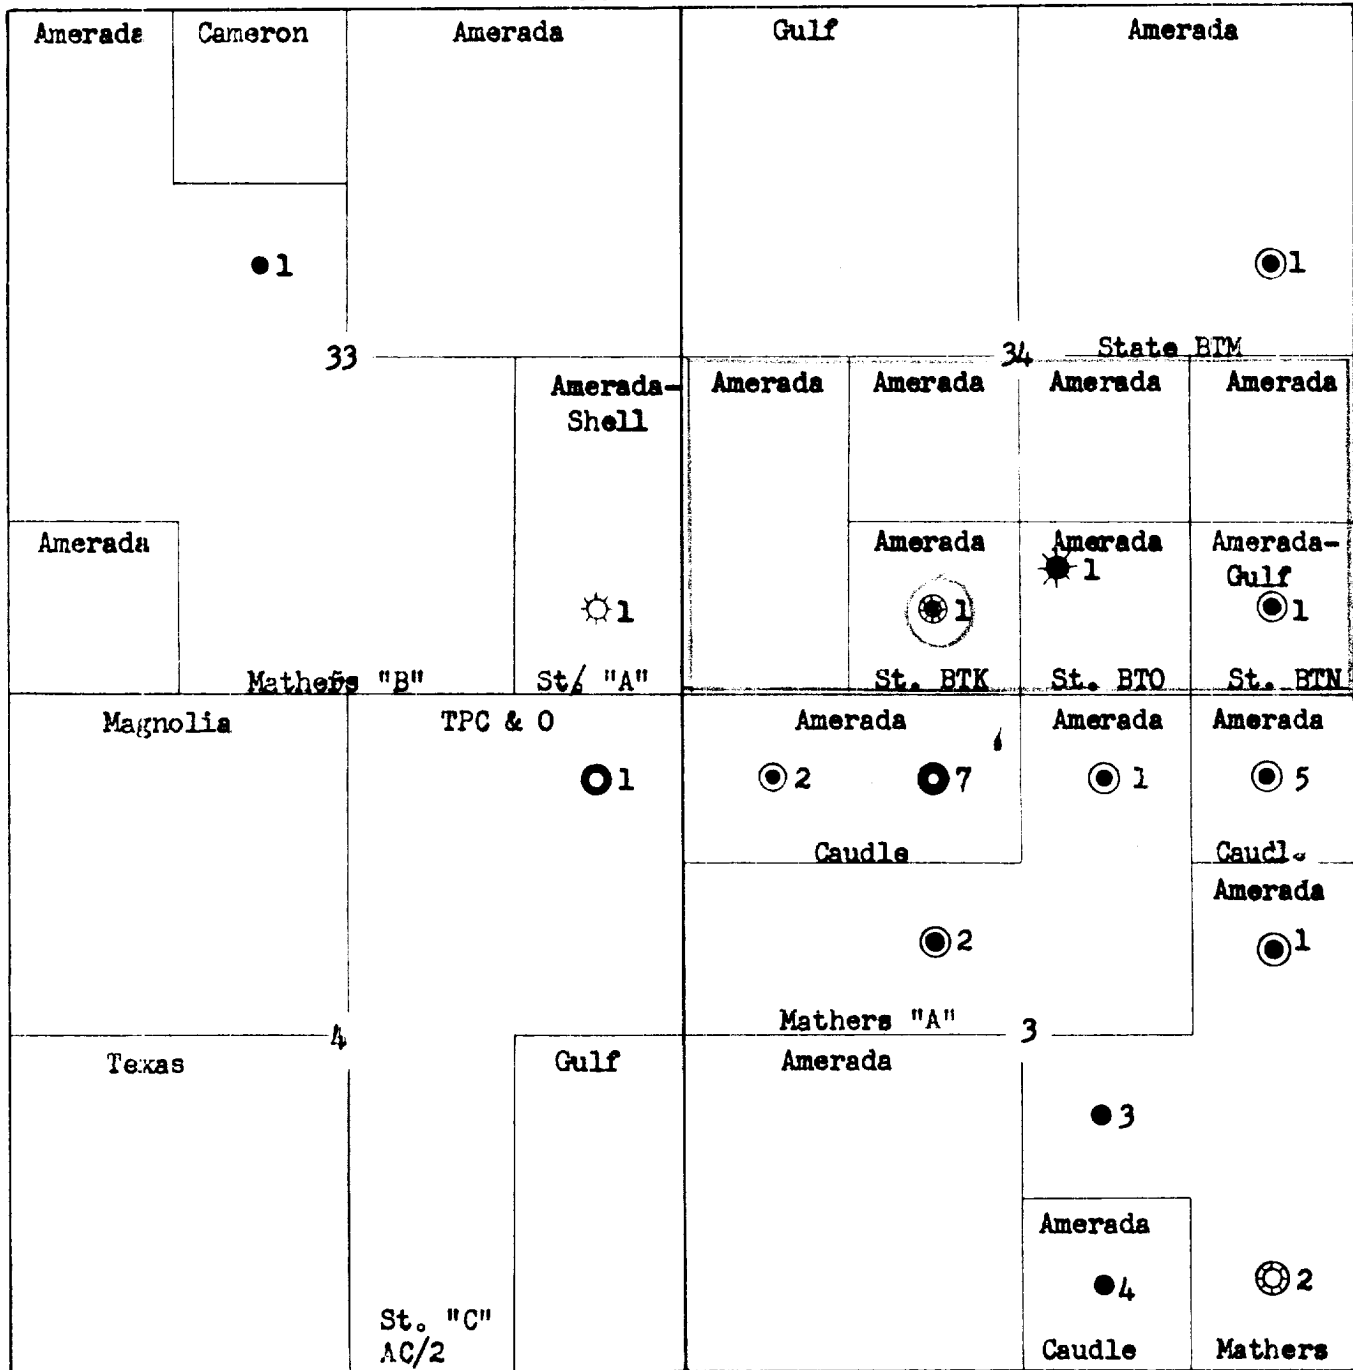 Amerada Cameron Amerada Gulf Amerada
1 1
33 34 State BTM
Amerada-
Shell
Amerada Amerada Amerada Amerada
Amerada Amerada Amerada Amerada-
Gulf
1 1 1 1
Mathers "B" St. "A" St. BTK St. BTO St. BTN
Magnolia TPC & O Amerada Amerada Amerada
1 2 7 1 5
Caudle Caudle
Amerada
2 1
Mathers "A"
4 3
Texas Gulf Amerada
3
Amerada
4 2
St. "C"
AC/2 Caudle Mathers